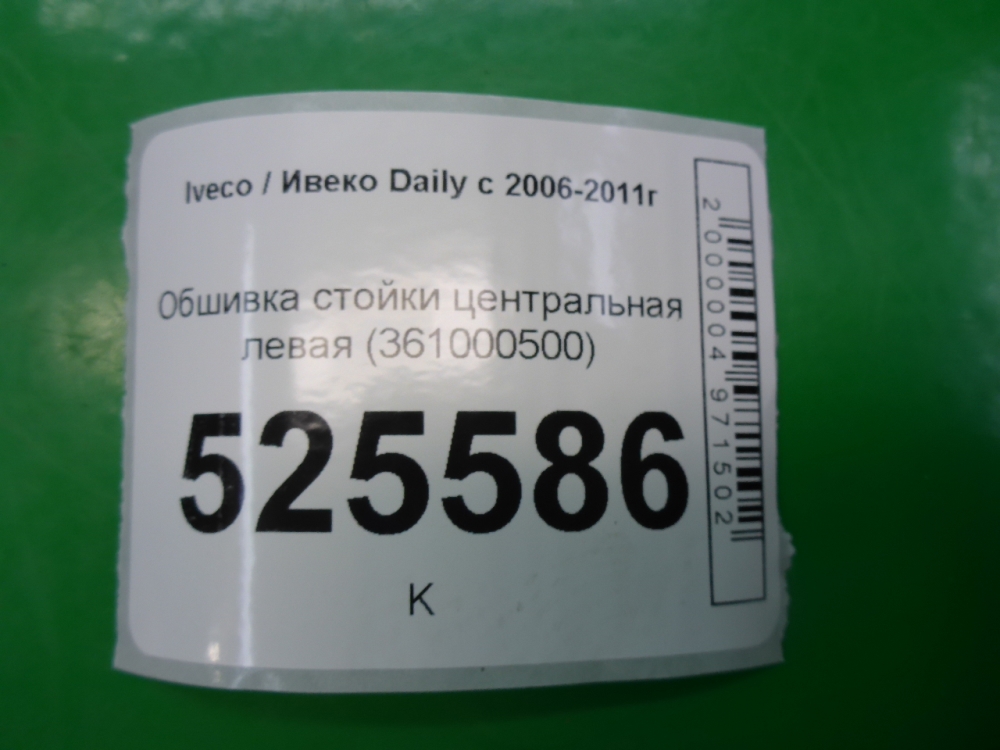 Iveco / Ивеко Daily с 2006-2011г
Обшивка стойки центральная
левая (361000500)
525586
K
2000004971502